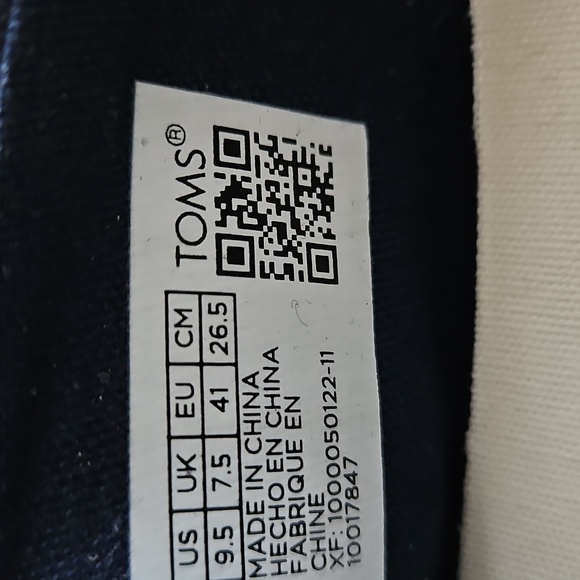 TOMS®
US UK EU CM
9.5 7.5 41 26.5
MADE IN CHINA
HECHO EN CHINA
FABRIQUE EN
CHINE
XF: 1000050122-11
10017847